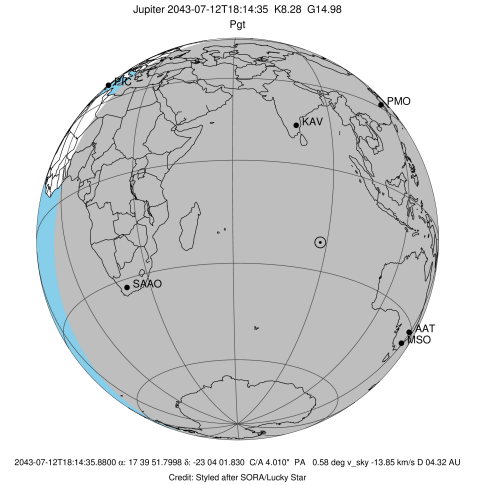 Jupiter 2043-07-12T18:14:35  K8.28  G14.98
Pgt
PIC
PMO
KAV
SAAO
AAT
MSO
2043-07-12T18:14:35.8800 α: 17 39 51.7998 δ: -23 04 01.830  C/A 4.010"  PA   0.58 deg v_sky -13.85 km/s D 04.32 AU
Credit: Styled after SORA/Lucky Star